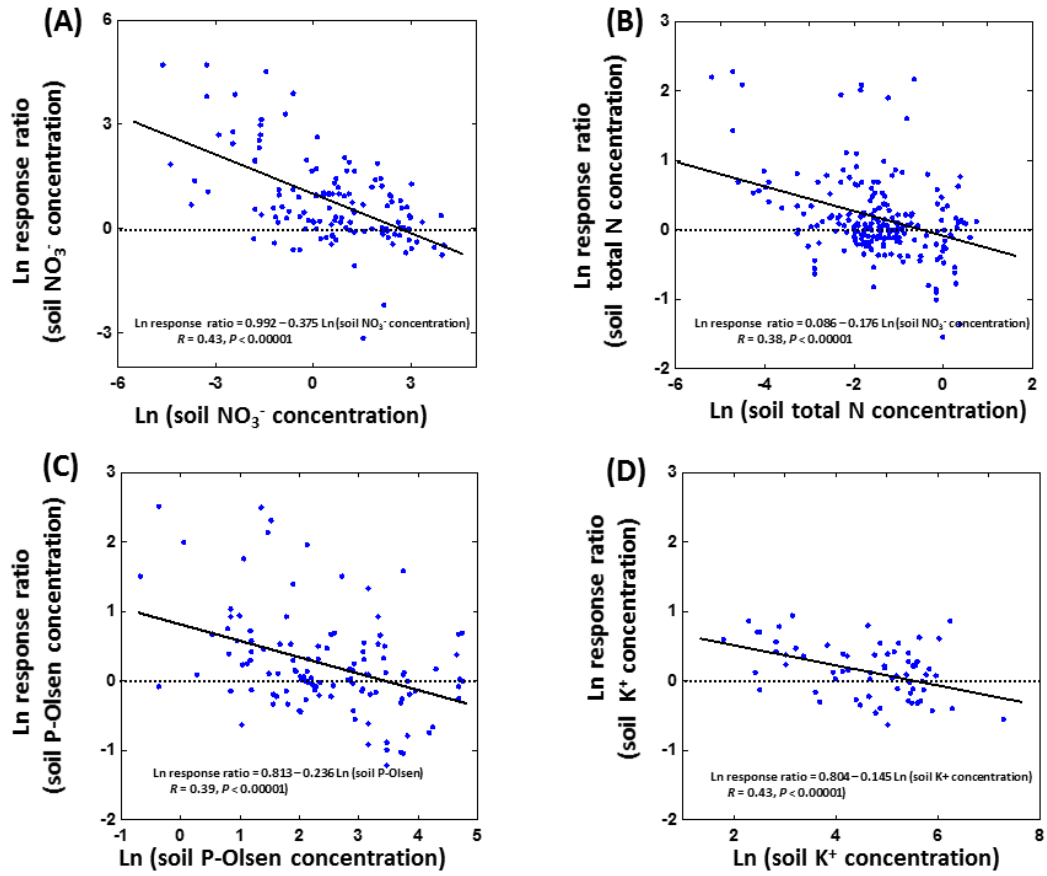 (A)
Ln response ratio
(soil NO₃⁻ concentration)
6
3
0
-3
-6
-3
0
3
Ln response ratio = 0.992 – 0.375 Ln (soil NO₃⁻ concentration)
R = 0.43, P < 0.00001
Ln (soil NO₃⁻ concentration)
(B)
Ln response ratio
(soil total N concentration)
3
2
1
0
-1
-2
-6
-4
-2
0
2
Ln response ratio = 0.086 – 0.176 Ln (soil NO₃⁻ concentration)
R = 0.38, P < 0.00001
Ln (soil total N concentration)
(C)
Ln response ratio
(soil P-Olsen concentration)
3
2
1
0
-1
-2
-1
0
1
2
3
4
5
Ln response ratio = 0.813 – 0.236 Ln (soil P-Olsen)
R = 0.39, P < 0.00001)
Ln (soil P-Olsen concentration)
(D)
Ln response ratio
(soil K⁺ concentration)
3
2
1
0
-1
-2
2
4
6
8
Ln response ratio = 0.804 – 0.145 Ln (soil K+ concentration)
R = 0.43, P < 0.00001)
Ln (soil K⁺ concentration)